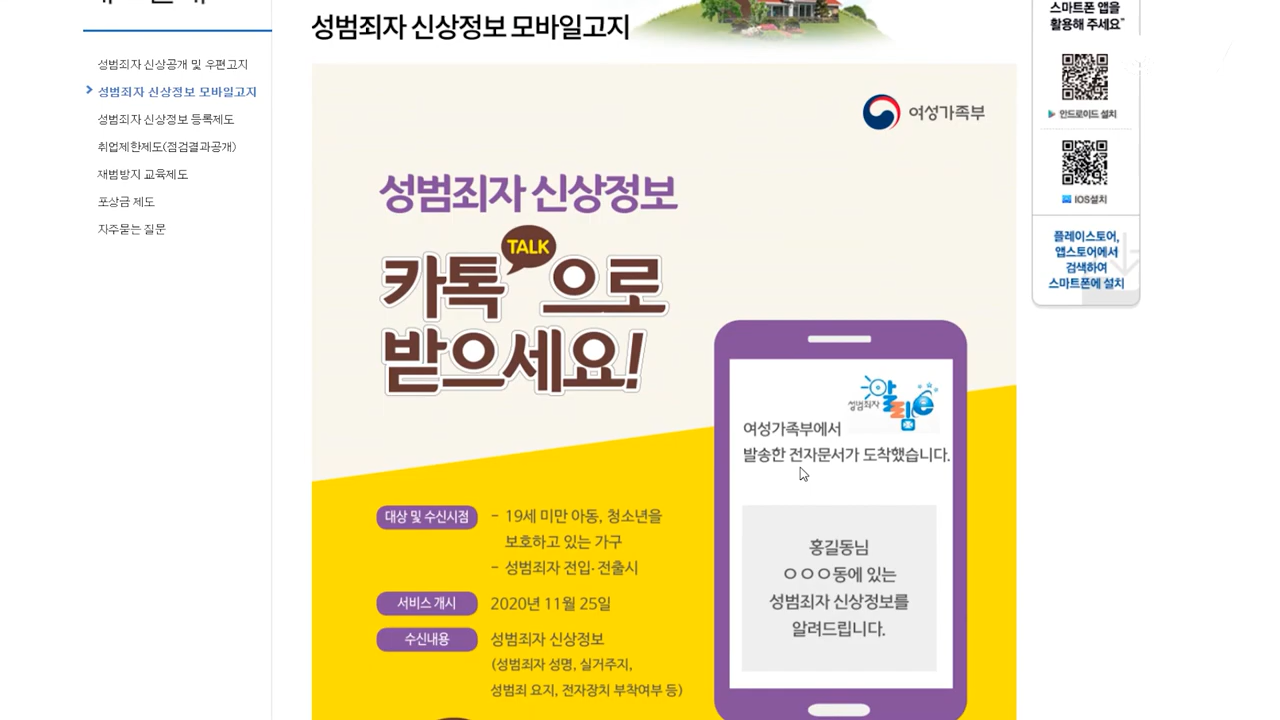 성범죄자 신상정보 모바일고지
성범죄자 신상공개 및 우편고지
성범죄자 신상정보 모바일고지
성범죄자 신상정보 등록제도
취업제한제도(점검결과공개)
재범방지 교육제도
포상금 제도
자주묻는 질문
여성가족부
성범죄자 신상정보
카톡TALK으로
받으세요!
대상 및 수신시점
- 19세 미만 아동, 청소년을
보호하고 있는 가구
- 성범죄자 전입·전출시
서비스 개시
2020년 11월 25일
수신내용
성범죄자 신상정보
(성범죄자 성명, 실거주지,
성범죄 요지, 전자장치 부착여부 등)
성범죄자 알림e
여성가족부에서
발송한 전자문서가 도착했습니다.
홍길동님
ㅇㅇㅇ동에 있는
성범죄자 신상정보를
알려드립니다.
스마트폰 앱을
활용해 주세요"
안드로이드 설치
IOS설치
플레이스토어,
앱스토어에서
검색하여
스마트폰에 설치